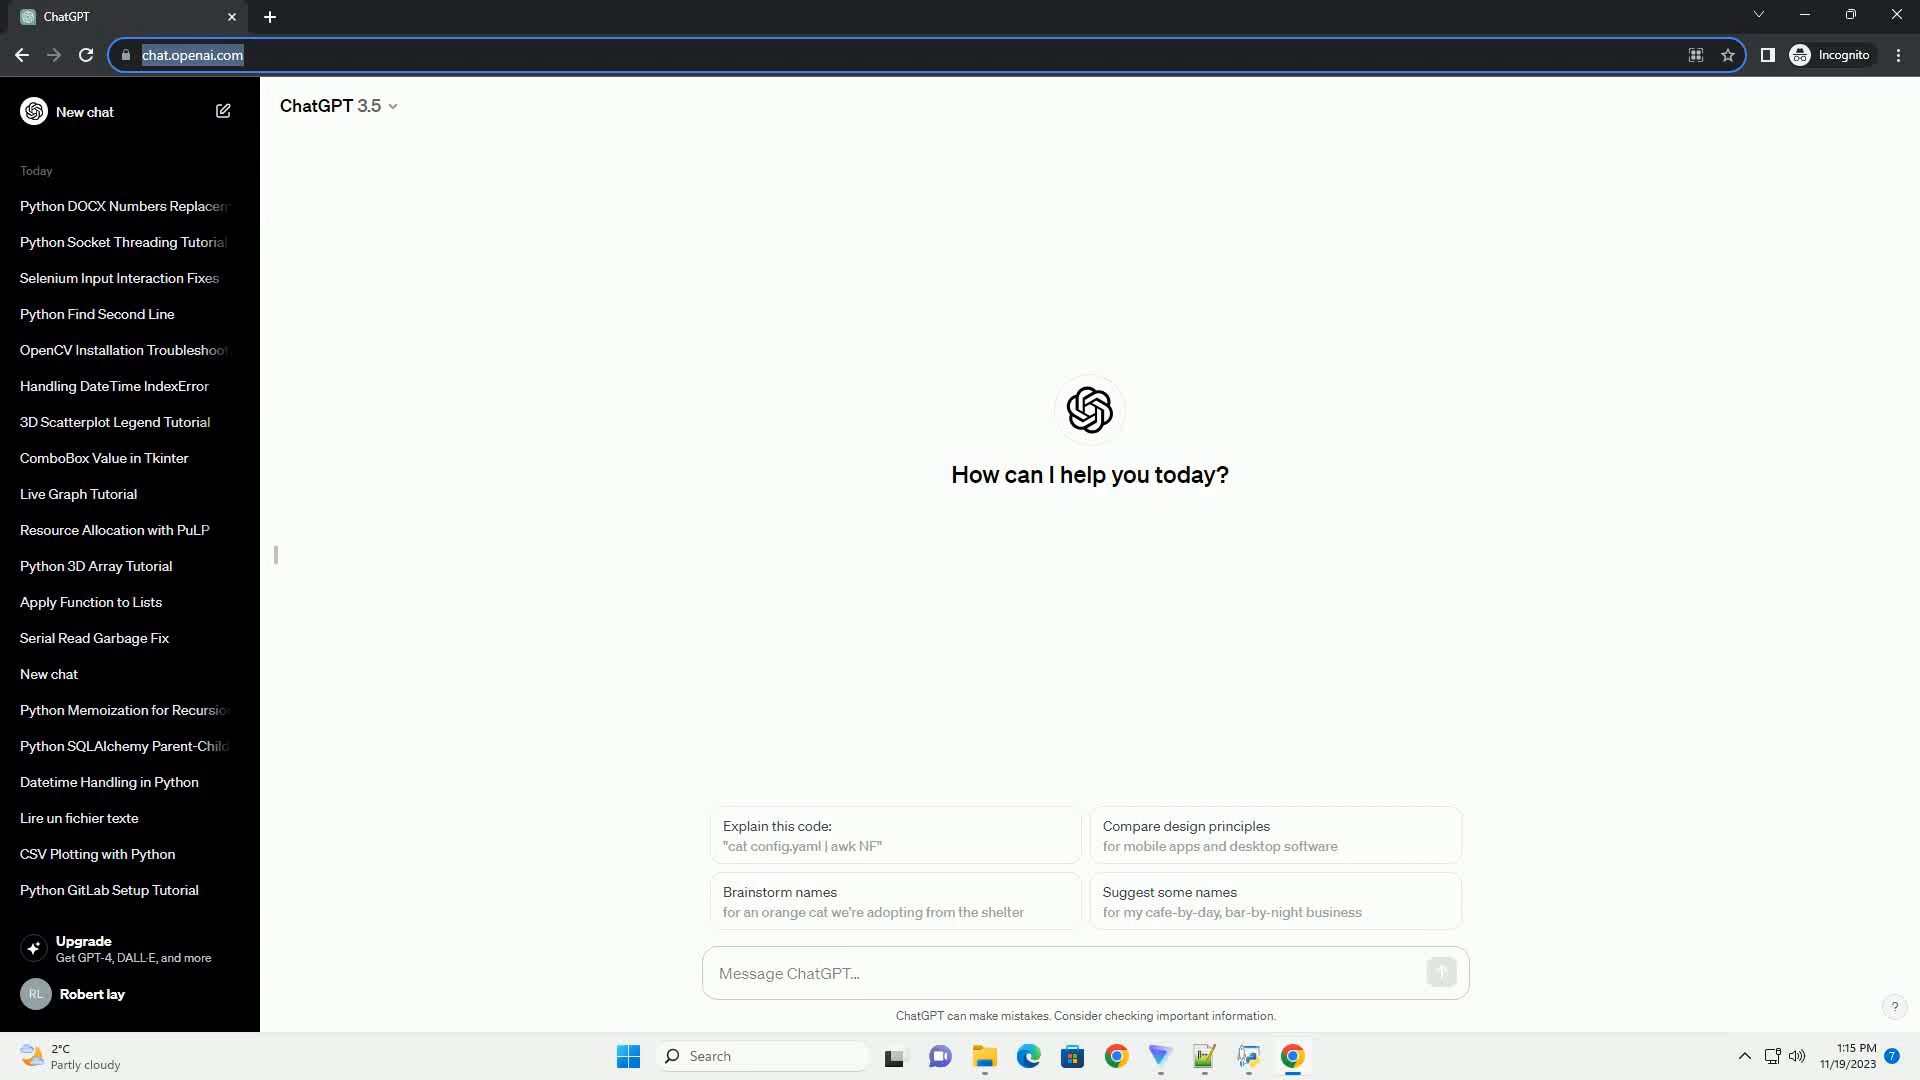 ChatGPT
chat.openai.com
Incognito
New chat
ChatGPT 3.5
Today
Python DOCX Numbers Replacem
Python Socket Threading Tutorial
Selenium Input Interaction Fixes
Python Find Second Line
OpenCV Installation Troubleshoot
Handling DateTime IndexError
3D Scatterplot Legend Tutorial
ComboBox Value in Tkinter
Live Graph Tutorial
Resource Allocation with PuLP
Python 3D Array Tutorial
Apply Function to Lists
Serial Read Garbage Fix
New chat
Python Memoization for Recursion
Python SQLAlchemy Parent-Child
Datetime Handling in Python
Lire un fichier texte
CSV Plotting with Python
Python GitLab Setup Tutorial
Upgrade
Get GPT-4, DALL·E, and more
RL
Robert lay
How can I help you today?
Explain this code:
"cat config.yaml | awk NF"
Compare design principles
for mobile apps and desktop software
Brainstorm names
for an orange cat we're adopting from the shelter
Suggest some names
for my cafe-by-day, bar-by-night business
Message ChatGPT...
ChatGPT can make mistakes. Consider checking important information.
?
2°C
Partly cloudy
Search
1:15 PM
11/19/2023
7